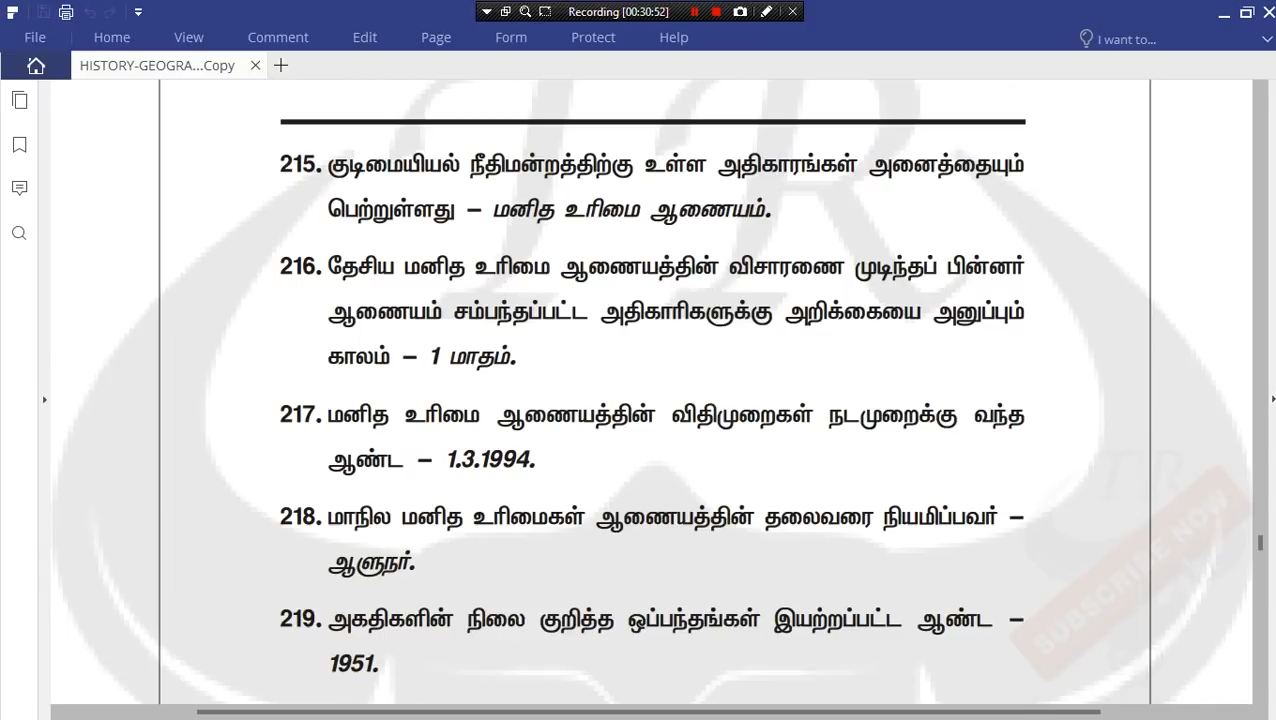 Recording [00:30:52]
File Home View Comment Edit Page Form Protect Help I want to...
HISTORY-GEOGRA...Copy
TR
215. குடிமையியல் நீதிமன்றத்திற்கு உள்ள அதிகாரங்கள் அனைத்தையும்
பெற்றுள்ளது – மனித உரிமை ஆணையம்.
216. தேசிய மனித உரிமை ஆணையத்தின் விசாரணை முடிந்தப் பின்னர்
ஆணையம் சம்பந்தப்பட்ட அதிகாரிகளுக்கு அறிக்கையை அனுப்பும்
காலம் – 1 மாதம்.
217. மனித உரிமை ஆணையத்தின் விதிமுறைகள் நடமுறைக்கு வந்த
ஆண்ட – 1.3.1994.
218. மாநில மனித உரிமைகள் ஆணையத்தின் தலைவரை நியமிப்பவர் –
ஆளுநர்.
219. அகதிகளின் நிலை குறித்த ஒப்பந்தங்கள் இயற்றப்பட்ட ஆண்ட –
1951.
TR
SUBSCRIBE NOW